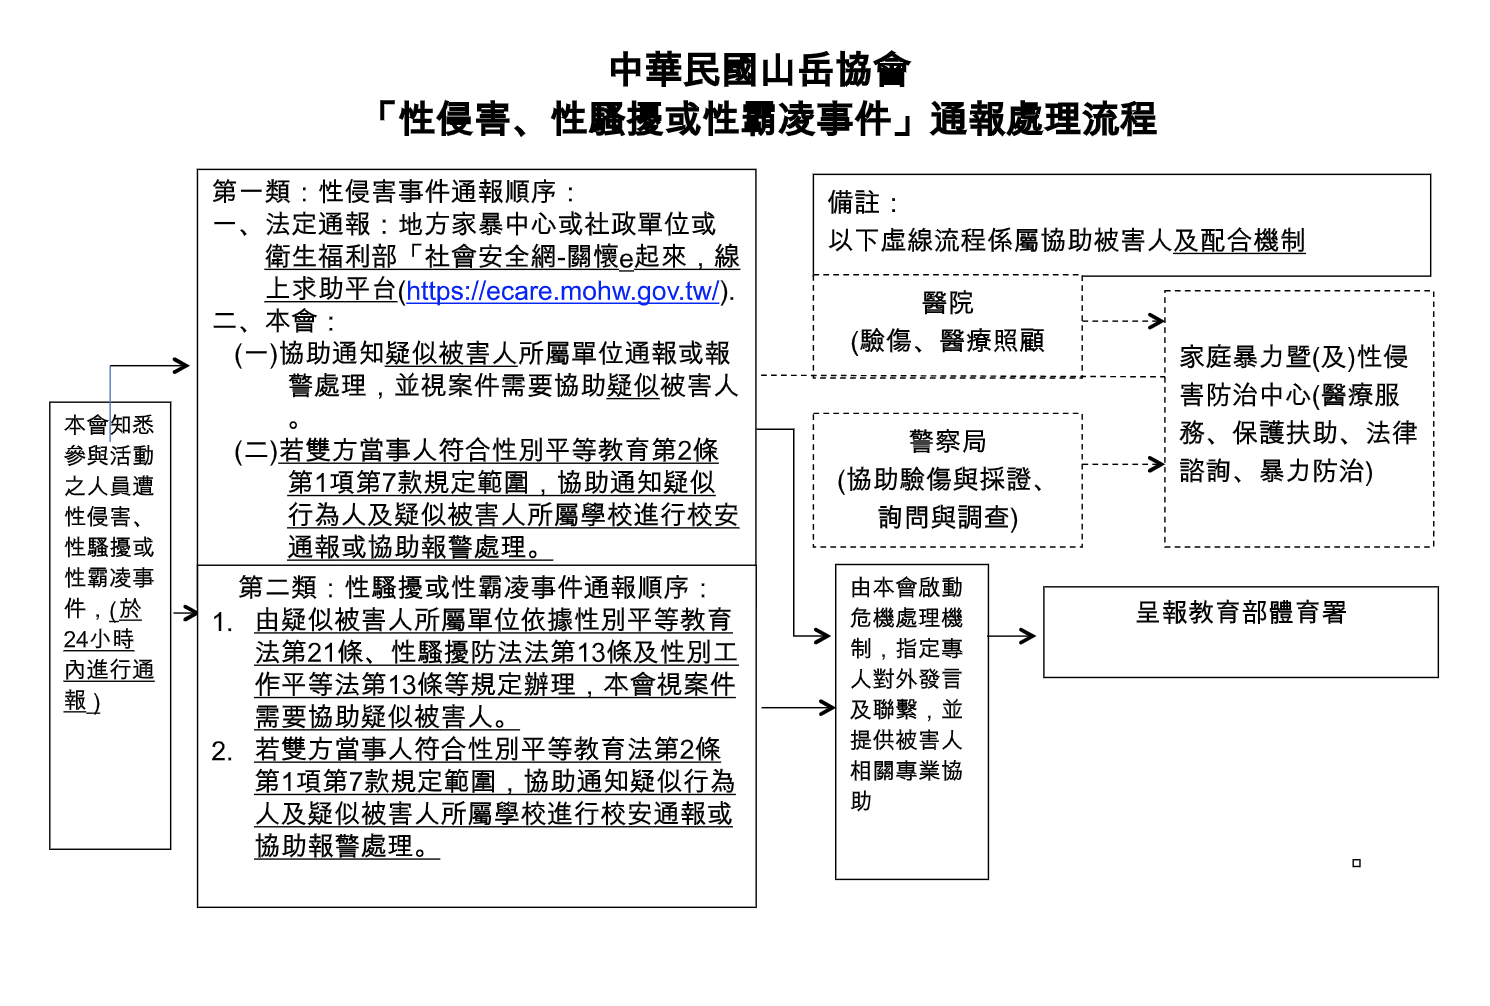 中華民國山岳協會
「性侵害、性騷擾或性霸凌事件」通報處理流程
本會知悉
參與活動
之人員遭
性侵害、
性騷擾或
性霸凌事
件，(於
24小時
內進行通
報)
第一類：性侵害事件通報順序：
一、法定通報：地方家暴中心或社政單位或
衛生福利部「社會安全網-關懷e起來，線
上求助平台(https://ecare.mohw.gov.tw/).
二、本會：
(一)協助通知疑似被害人所屬單位通報或報
警處理，並視案件需要協助疑似被害人
。
(二)若雙方當事人符合性別平等教育第2條
第1項第7款規定範圍，協助通知疑似
行為人及疑似被害人所屬學校進行校安
通報或協助報警處理。
第二類：性騷擾或性霸凌事件通報順序：
1. 由疑似被害人所屬單位依據性別平等教育
法第21條、性騷擾防法法第13條及性別工
作平等法第13條等規定辦理，本會視案件
需要協助疑似被害人。
2. 若雙方當事人符合性別平等教育法第2條
第1項第7款規定範圍，協助通知疑似行為
人及疑似被害人所屬學校進行校安通報或
協助報警處理。
備註：
以下虛線流程係屬協助被害人及配合機制
醫院
(驗傷、醫療照顧
警察局
(協助驗傷與採證、
詢問與調查)
家庭暴力暨(及)性侵
害防治中心(醫療服
務、保護扶助、法律
諮詢、暴力防治)
由本會啟動
危機處理機
制，指定專
人對外發言
及聯繫，並
提供被害人
相關專業協
助
呈報教育部體育署